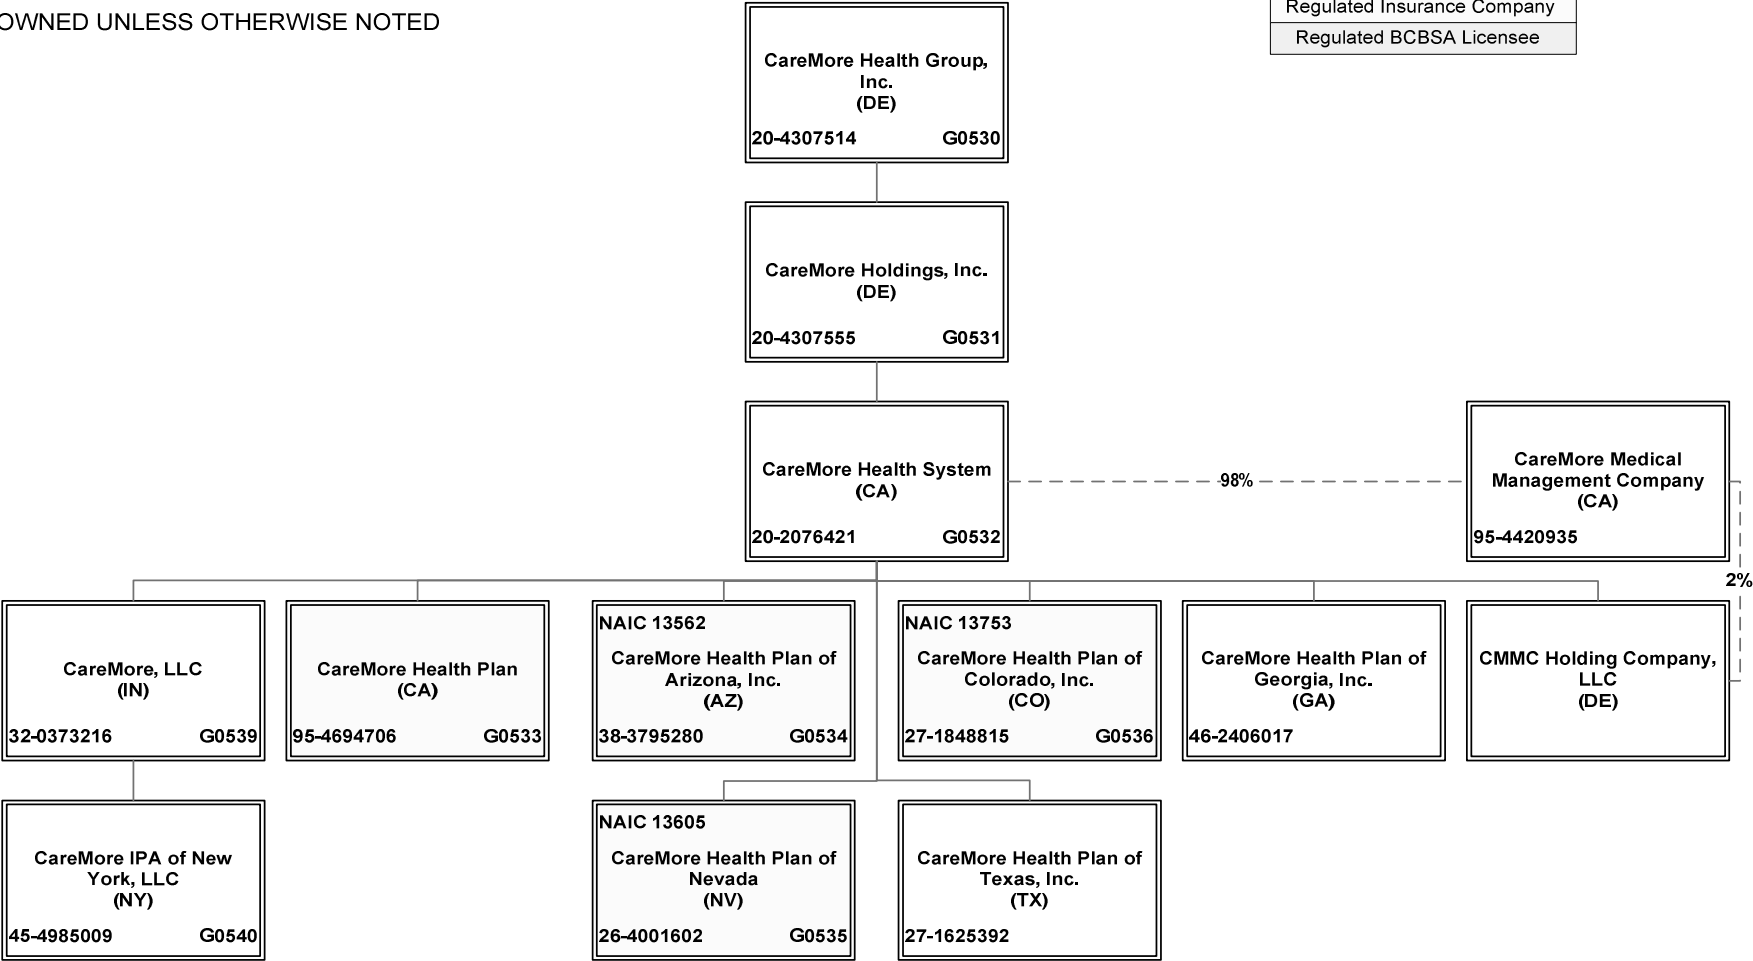 OWNED UNLESS OTHERWISE NOTED
Regulated Insurance Company
Regulated BCBSA Licensee
CareMore Health Group,
Inc.
(DE)
20-4307514 G0530
CareMore Holdings, Inc.
(DE)
20-4307555 G0531
CareMore Health System
(CA)
20-2076421 G0532
98%
CareMore Medical
Management Company
(CA)
95-4420935
2%
CareMore, LLC
(IN)
32-0373216 G0539
CareMore Health Plan
(CA)
95-4694706 G0533
NAIC 13562
CareMore Health Plan of
Arizona, Inc.
(AZ)
38-3795280 G0534
NAIC 13753
CareMore Health Plan of
Colorado, Inc.
(CO)
27-1848815 G0536
CareMore Health Plan of
Georgia, Inc.
(GA)
46-2406017
CMMC Holding Company,
LLC
(DE)
CareMore IPA of New
York, LLC
(NY)
45-4985009 G0540
NAIC 13605
CareMore Health Plan of
Nevada
(NV)
26-4001602 G0535
CareMore Health Plan of
Texas, Inc.
(TX)
27-1625392